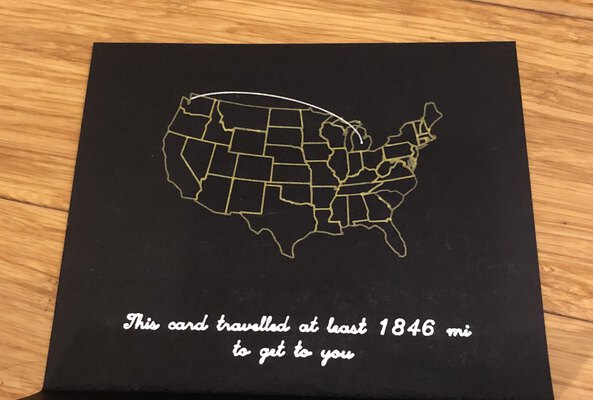 This card travelled at least 1846 mi
to get to you